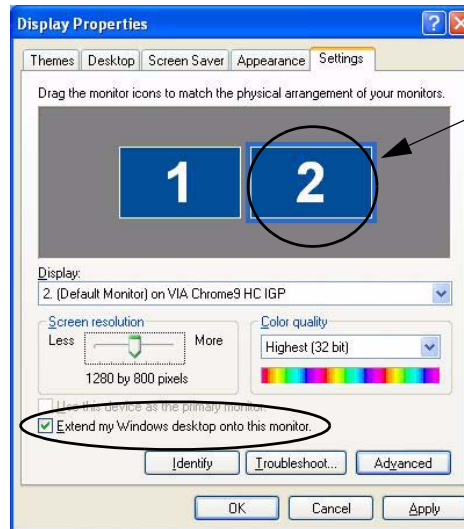 Display Properties
Themes Desktop Screen Saver Appearance Settings
Drag the monitor icons to match the physical arrangement of your monitors.
1 2
Display:
2. (Default Monitor) on VIA Chrome9 HC IGP
Screen resolution
Less More
1280 by 800 pixels
Color quality
Highest (32 bit)
Use this device as the primary monitor.
Extend my Windows desktop onto this monitor.
Identify Troubleshoot... Advanced
OK Cancel Apply